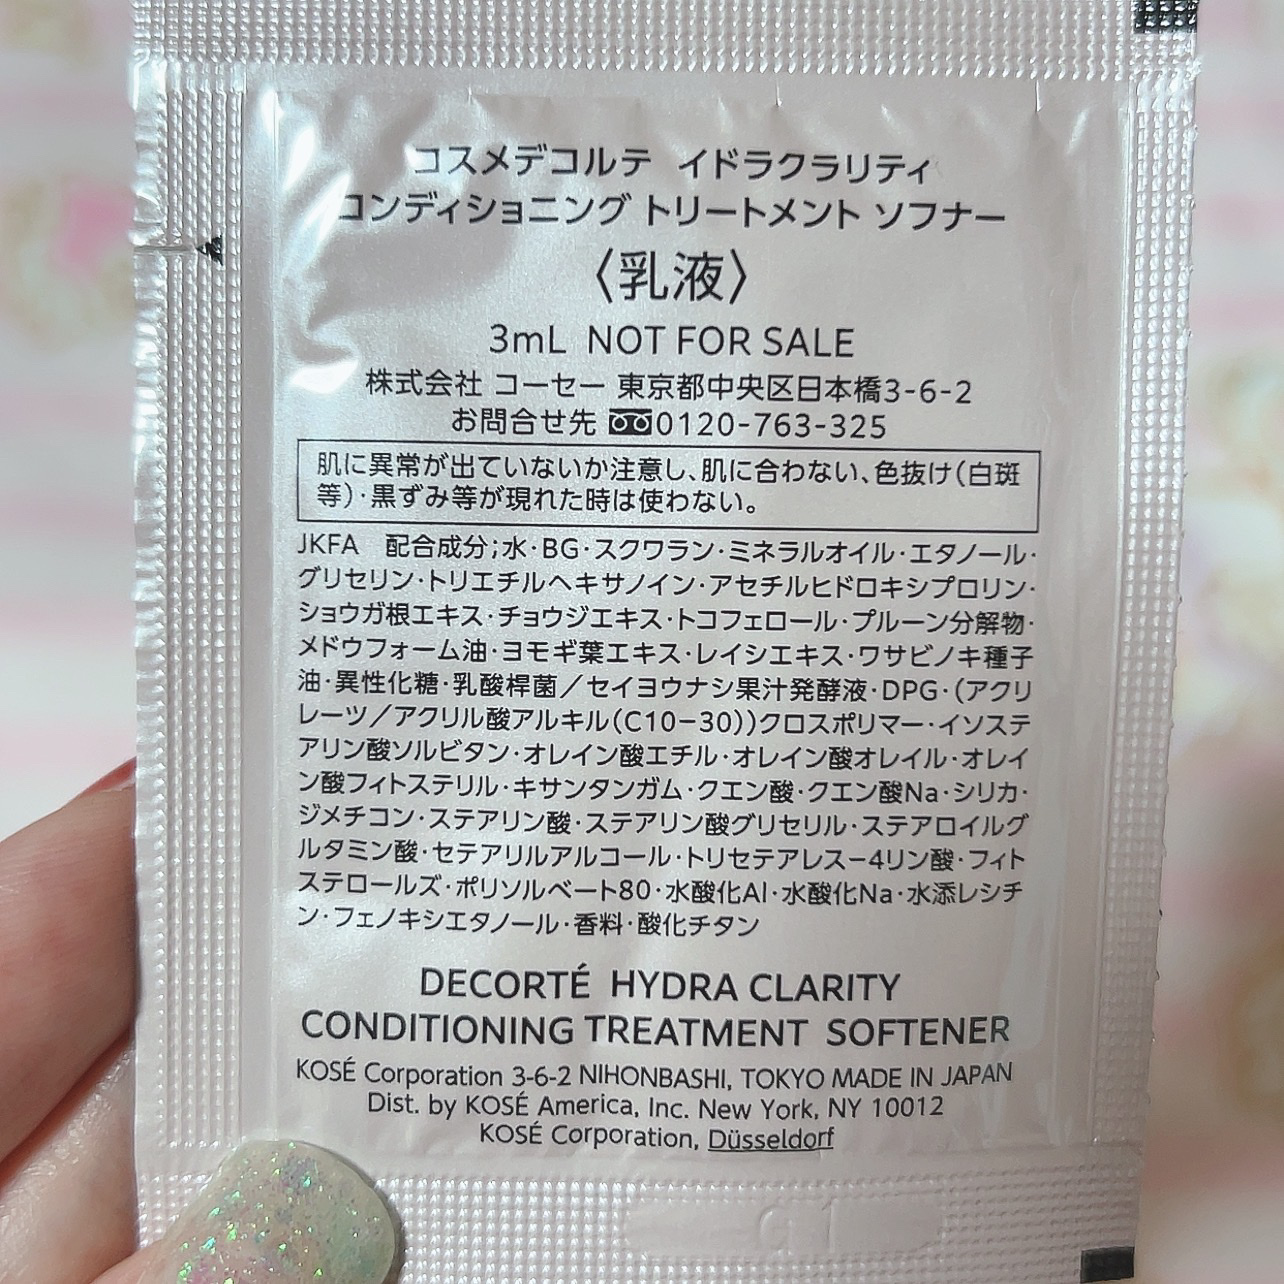 コスメデコルテ イドラクラリティ
コンディショニング トリートメント ソフナー
〈乳液〉
3mL NOT FOR SALE
株式会社 コーセー 東京都中央区日本橋3-6-2
お問合せ先 0120-763-325
肌に異常が出ていないか注意し、肌に合わない、色抜け(白斑
等)・黒ずみ等が現れた時は使わない。
JKFA 配合成分;水・BG・スクワラン・ミネラルオイル・エタノール・
グリセリン・トリエチルヘキサノイン・アセチルヒドロキシプロリン・
ショウガ根エキス・チョウジエキス・トコフェロール・プルーン分解物・
メドウフォーム油・ヨモギ葉エキス・レイシエキス・ワサビノキ種子
油・異性化糖・乳酸桿菌/セイヨウナシ果汁発酵液・DPG・(アクリ
レーツ/アクリル酸アルキル(C10-30))クロスポリマー・イソステ
アリン酸ソルビタン・オレイン酸エチル・オレイン酸オレイル・オレイ
ン酸フィトステリル・キサンタンガム・クエン酸・クエン酸Na・シリカ・
ジメチコン・ステアリン酸・ステアリン酸グリセリル・ステアロイルグ
ルタミン酸・セテアリルアルコール・トリセテアレス-4リン酸・フィト
ステロールズ・ポリソルベート80・水酸化Al・水酸化Na・水添レシチ
ン・フェノキシエタノール・香料・酸化チタン
DECORTÉ HYDRA CLARITY
CONDITIONING TREATMENT SOFTENER
KOSÉ Corporation 3-6-2 NIHONBASHI, TOKYO MADE IN JAPAN
Dist. by KOSÉ America, Inc. New York, NY 10012
KOSÉ Corporation, Düsseldorf